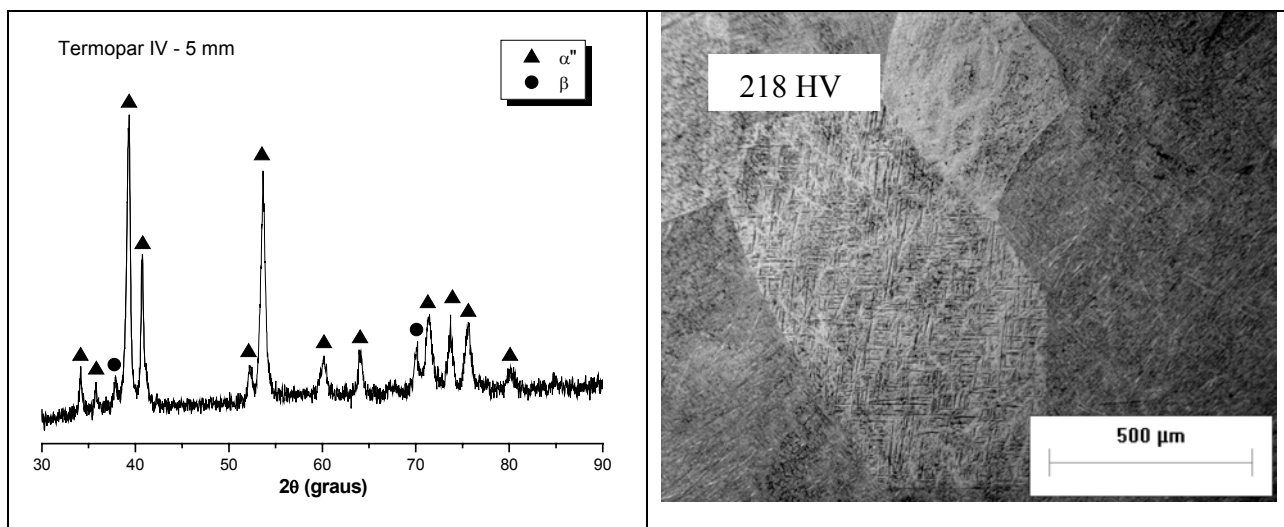 Termopar IV - 5 mm
▲ α"
● β
30 40 50 60 70 80 90
2θ (graus)
218 HV
500 µm